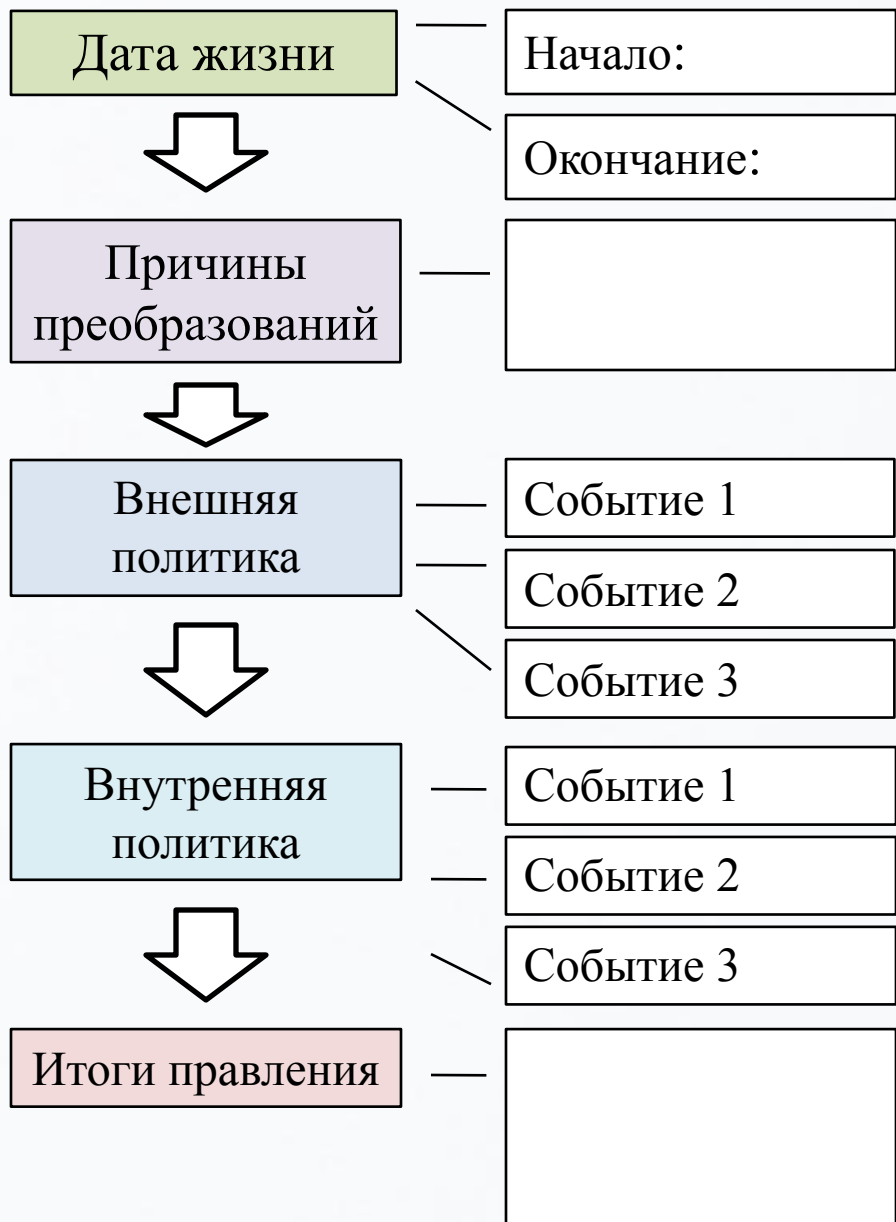 Дата жизни
Начало:
Окончание:
Причины
преобразований
Внешняя
политика
Событие 1
Событие 2
Событие 3
Внутренняя
политика
Событие 1
Событие 2
Событие 3
Итоги правления